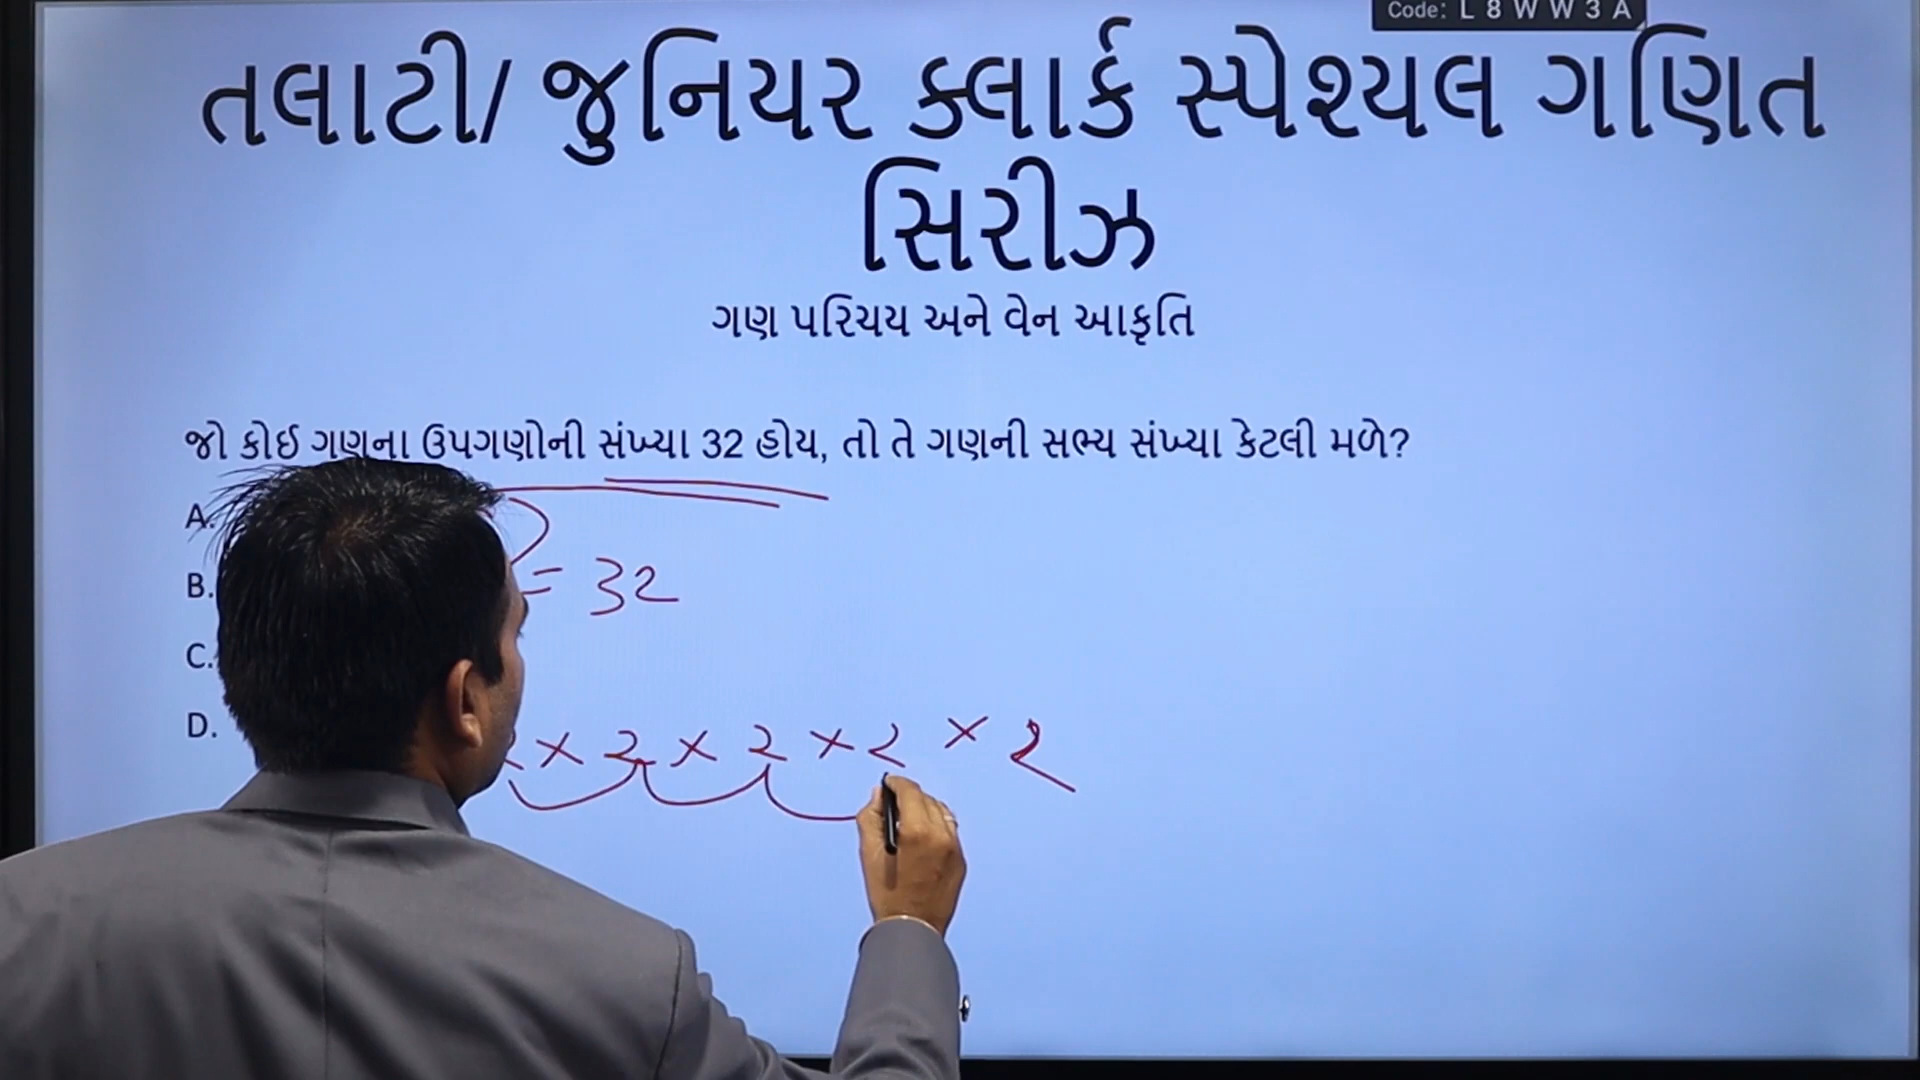 Code: L 8 W W 3 A
તલાટી/ જુનિયર ક્લાર્ક સ્પેશ્યલ ગણિત
સિરીઝ
ગણ પરિચય અને વેન આકૃતિ
જો કોઈ ગણના ઉપગણોની સંખ્યા 32 હોય, તો તે ગણની સભ્ય સંખ્યા કેટલી મળે?
A.
B. = 32
C.
D.
× 2 × 2 × 2 × 2